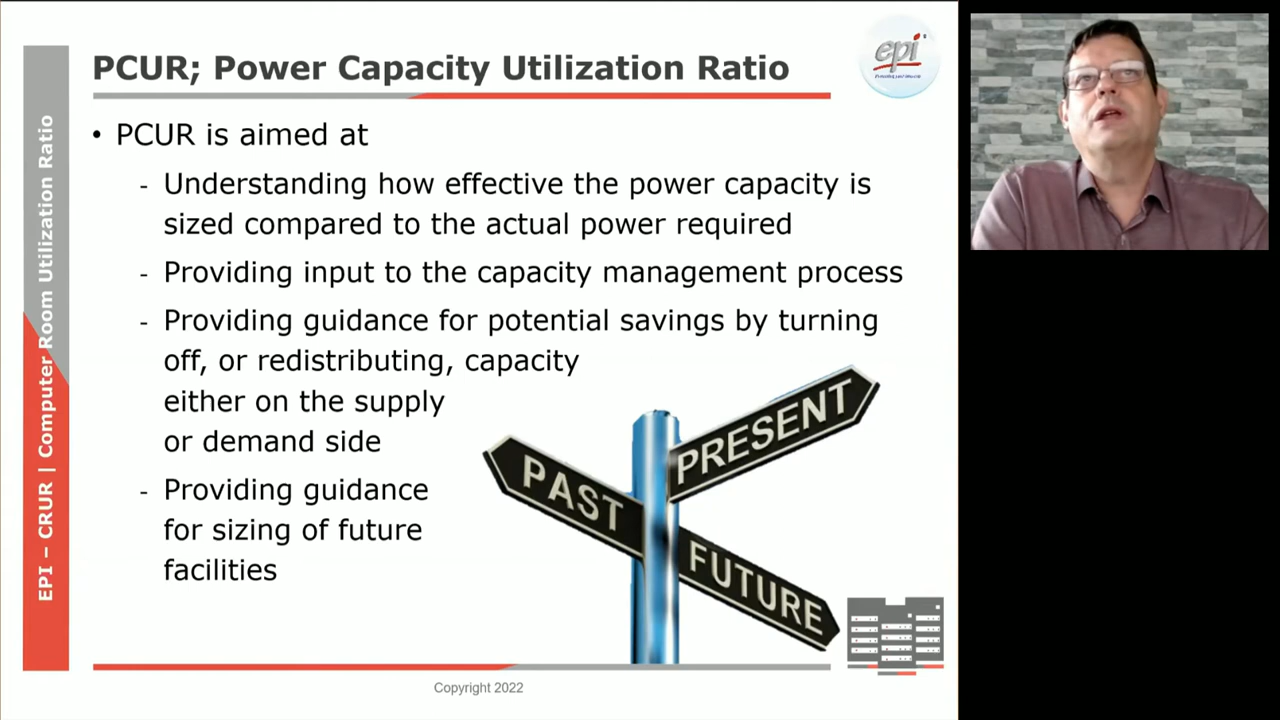 PCUR; Power Capacity Utilization Ratio
epi
EPI – CRUR | Computer Room Utilization Ratio
• PCUR is aimed at
- Understanding how effective the power capacity is
sized compared to the actual power required
- Providing input to the capacity management process
- Providing guidance for potential savings by turning
off, or redistributing, capacity
either on the supply
or demand side
- Providing guidance
for sizing of future
facilities
PRESENT
PAST
FUTURE
Copyright 2022